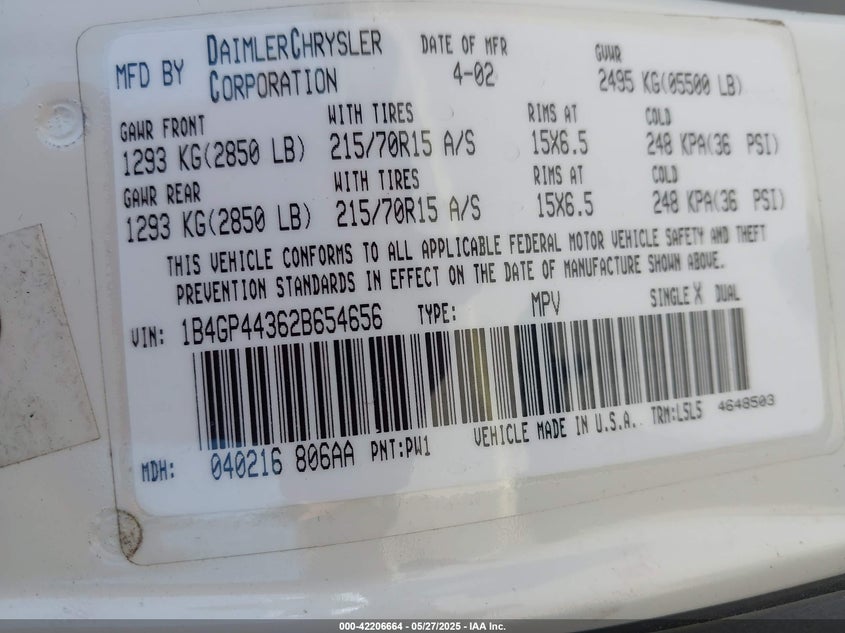 MFD BY DAIMLERCHRYSLER CORPORATION DATE OF MFR 4-02 GVWR 2495 KG(05500 LB)
GAWR FRONT WITH TIRES RIMS AT COLD
1293 KG(2850 LB) 215/70R15 A/S 15X6.5 248 KPA(36 PSI)
GAWR REAR WITH TIRES RIMS AT COLD
1293 KG(2850 LB) 215/70R15 A/S 15X6.5 248 KPA(36 PSI)
THIS VEHICLE CONFORMS TO ALL APPLICABLE FEDERAL MOTOR VEHICLE SAFETY AND THEFT
PREVENTION STANDARDS IN EFFECT ON THE DATE OF MANUFACTURE SHOWN ABOVE.
VIN: 1B4GP44362B654656 TYPE: MPV SINGLE X DUAL
MDH: 040216 806AA PNT:PW1 VEHICLE MADE IN U.S.A. TRM:LSL5 4648503
000-42206664 - 05/27/2025 - IAA Inc.